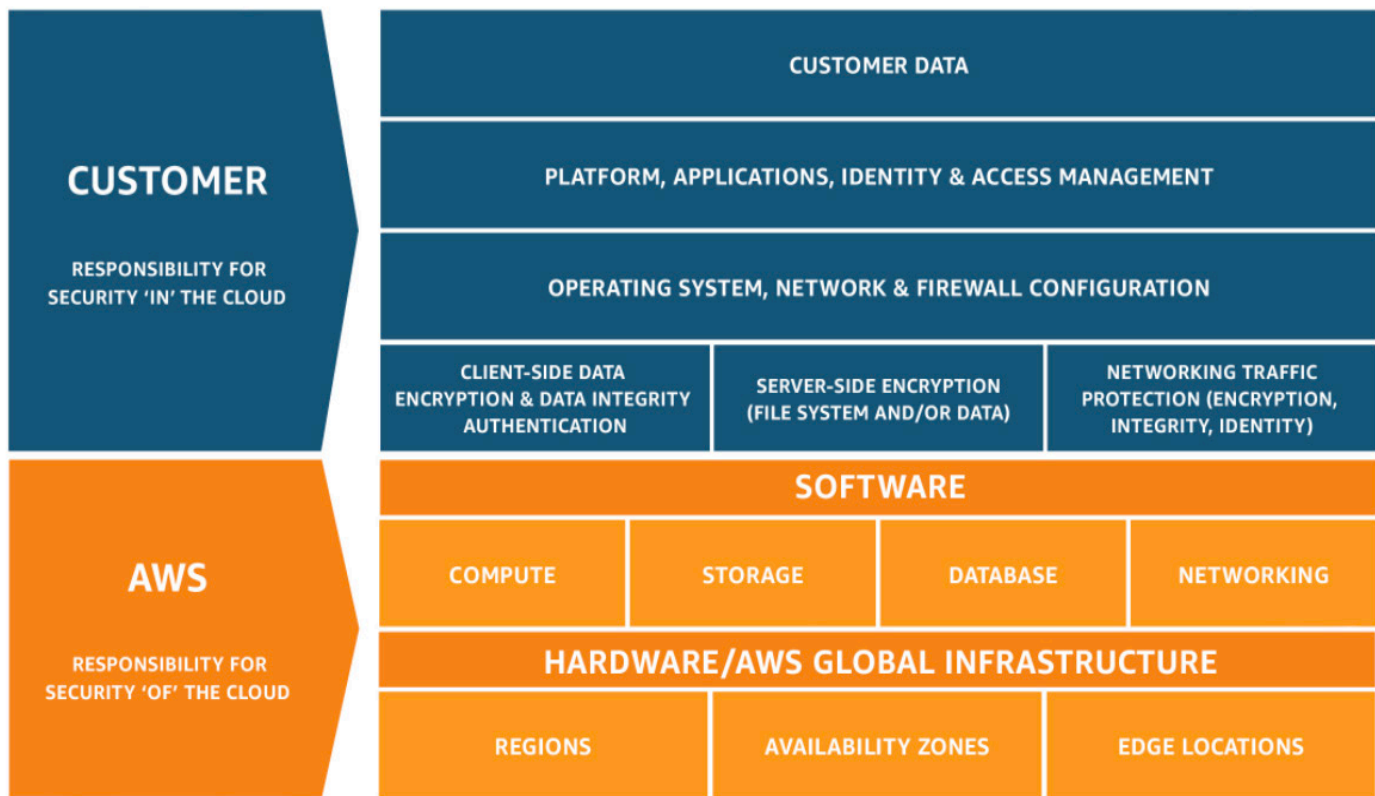 CUSTOMER
RESPONSIBILITY FOR
SECURITY ‘IN’ THE CLOUD
CUSTOMER DATA
PLATFORM, APPLICATIONS, IDENTITY & ACCESS MANAGEMENT
OPERATING SYSTEM, NETWORK & FIREWALL CONFIGURATION
CLIENT-SIDE DATA
ENCRYPTION & DATA INTEGRITY
AUTHENTICATION
SERVER-SIDE ENCRYPTION
(FILE SYSTEM AND/OR DATA)
NETWORKING TRAFFIC
PROTECTION (ENCRYPTION,
INTEGRITY, IDENTITY)
AWS
RESPONSIBILITY FOR
SECURITY ‘OF’ THE CLOUD
SOFTWARE
COMPUTE
STORAGE
DATABASE
NETWORKING
HARDWARE/AWS GLOBAL INFRASTRUCTURE
REGIONS
AVAILABILITY ZONES
EDGE LOCATIONS